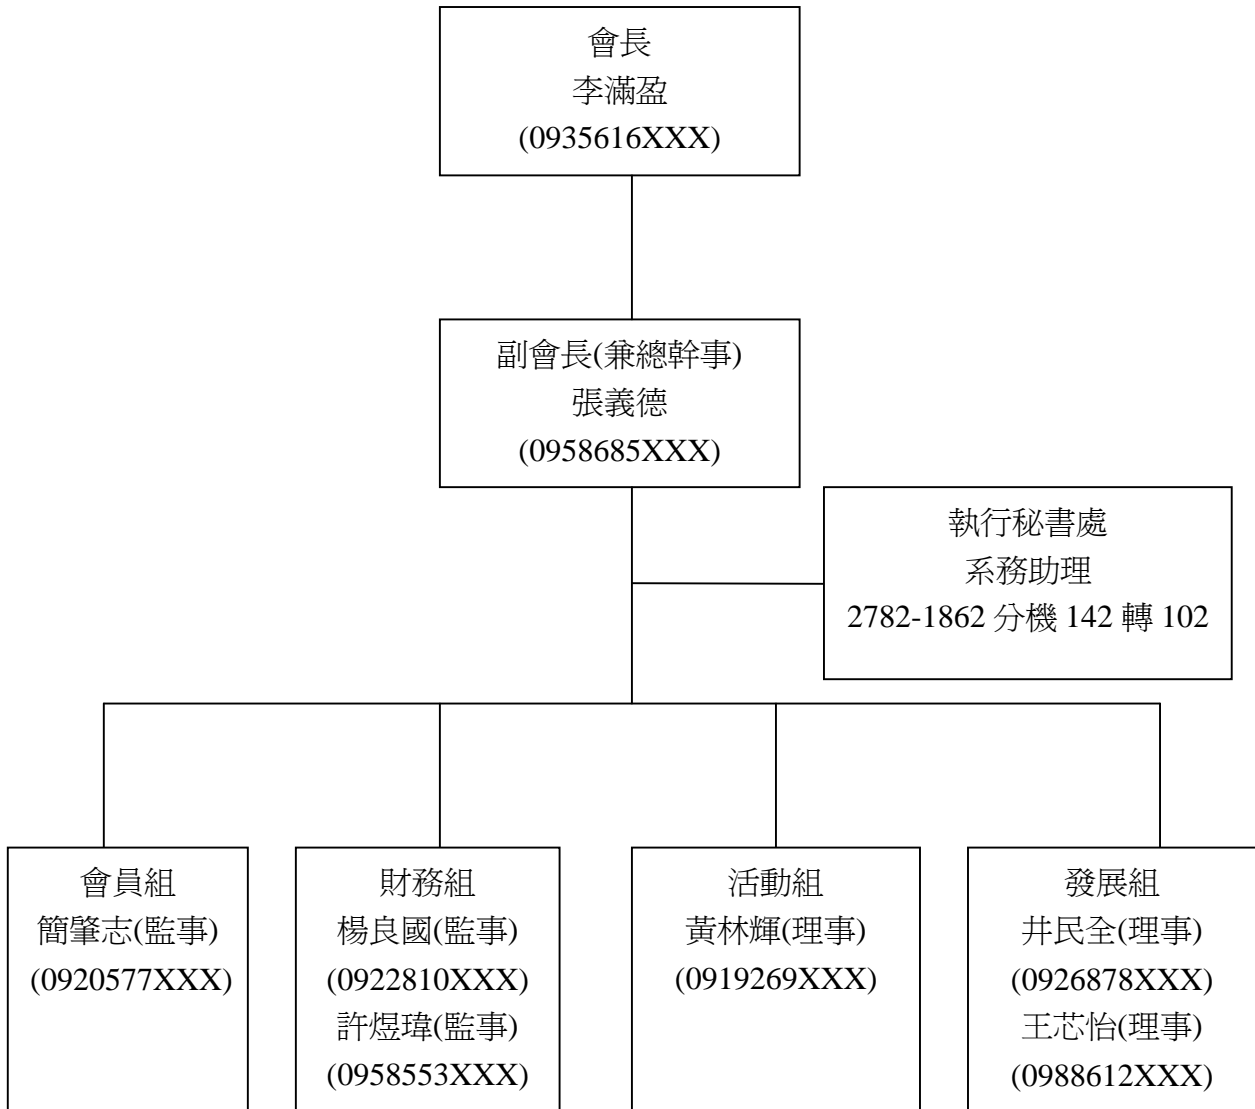 會長
李滿盈
(0935616XXX)
副會長(兼總幹事)
張義德
(0958685XXX)
執行秘書處
系務助理
2782-1862 分機 142 轉 102
會員組
簡肇志(監事)
(0920577XXX)
財務組
楊良國(監事)
(0922810XXX)
許煜瑋(監事)
(0958553XXX)
活動組
黃林輝(理事)
(0919269XXX)
發展組
井民全(理事)
(0926878XXX)
王芯怡(理事)
(0988612XXX)